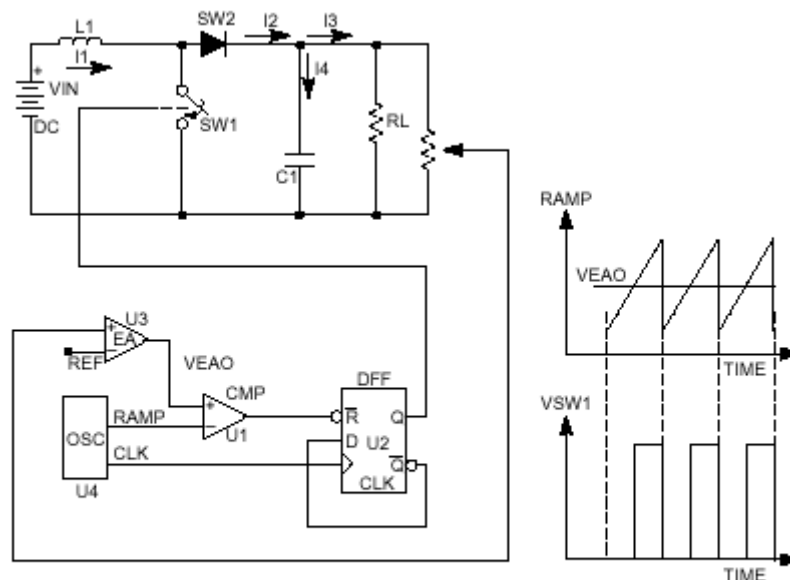 L1
SW2
I2
I3
I1
I4
+
VIN
DC
SW1
RL
C1
RAMP
VEAO
TIME
U3
+
EA
−
REF
VEAO
CMP
DFF
+
−
U1
R
Q
D
U2
Q
CLK
OSC
RAMP
CLK
U4
VSW1
TIME